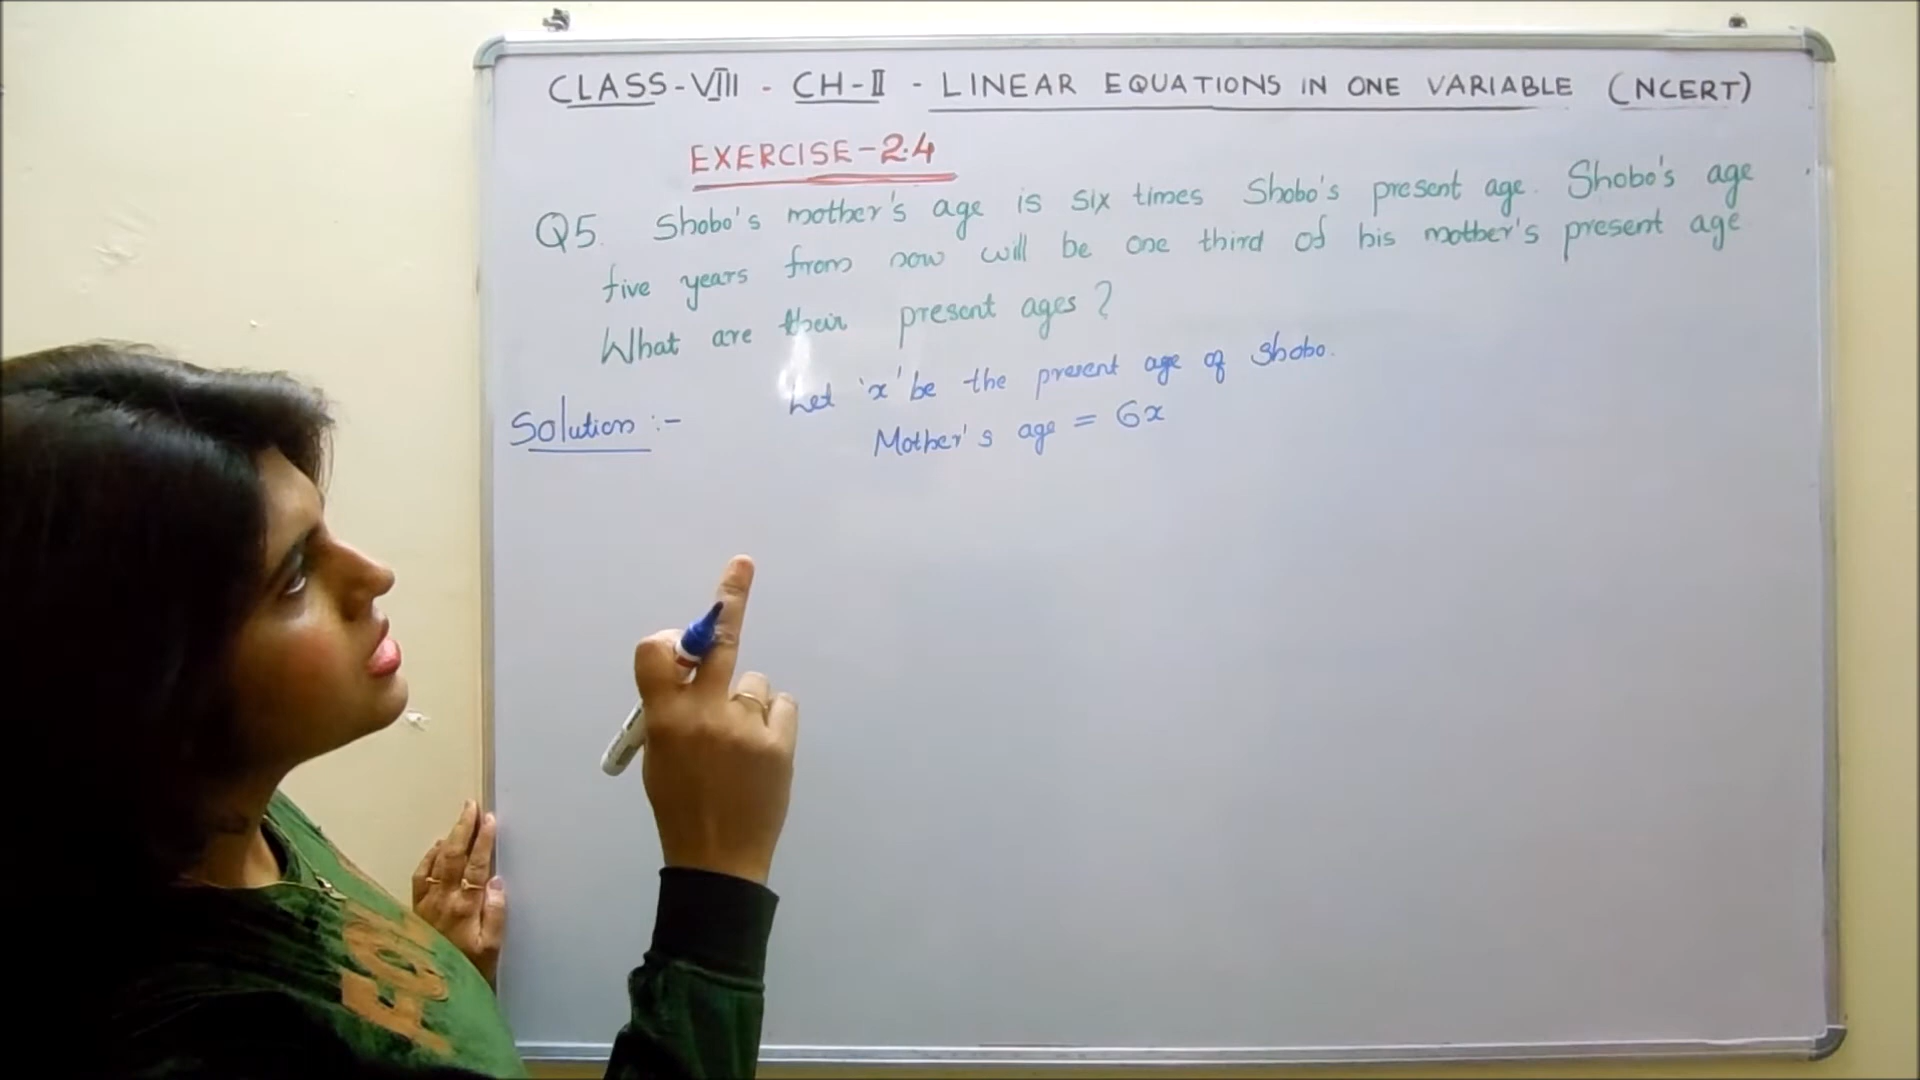 CLASS-VIII - CH-II - LINEAR EQUATIONS IN ONE VARIABLE (NCERT)
EXERCISE-2.4
Q5. Shobo's mother's age is six times Shobo's present age. Shobo's age
five years from now will be one third of his mother's present age
What are their present ages?
Solution :-
Let 'x' be the present age of Shobo.
Mother's age = 6x